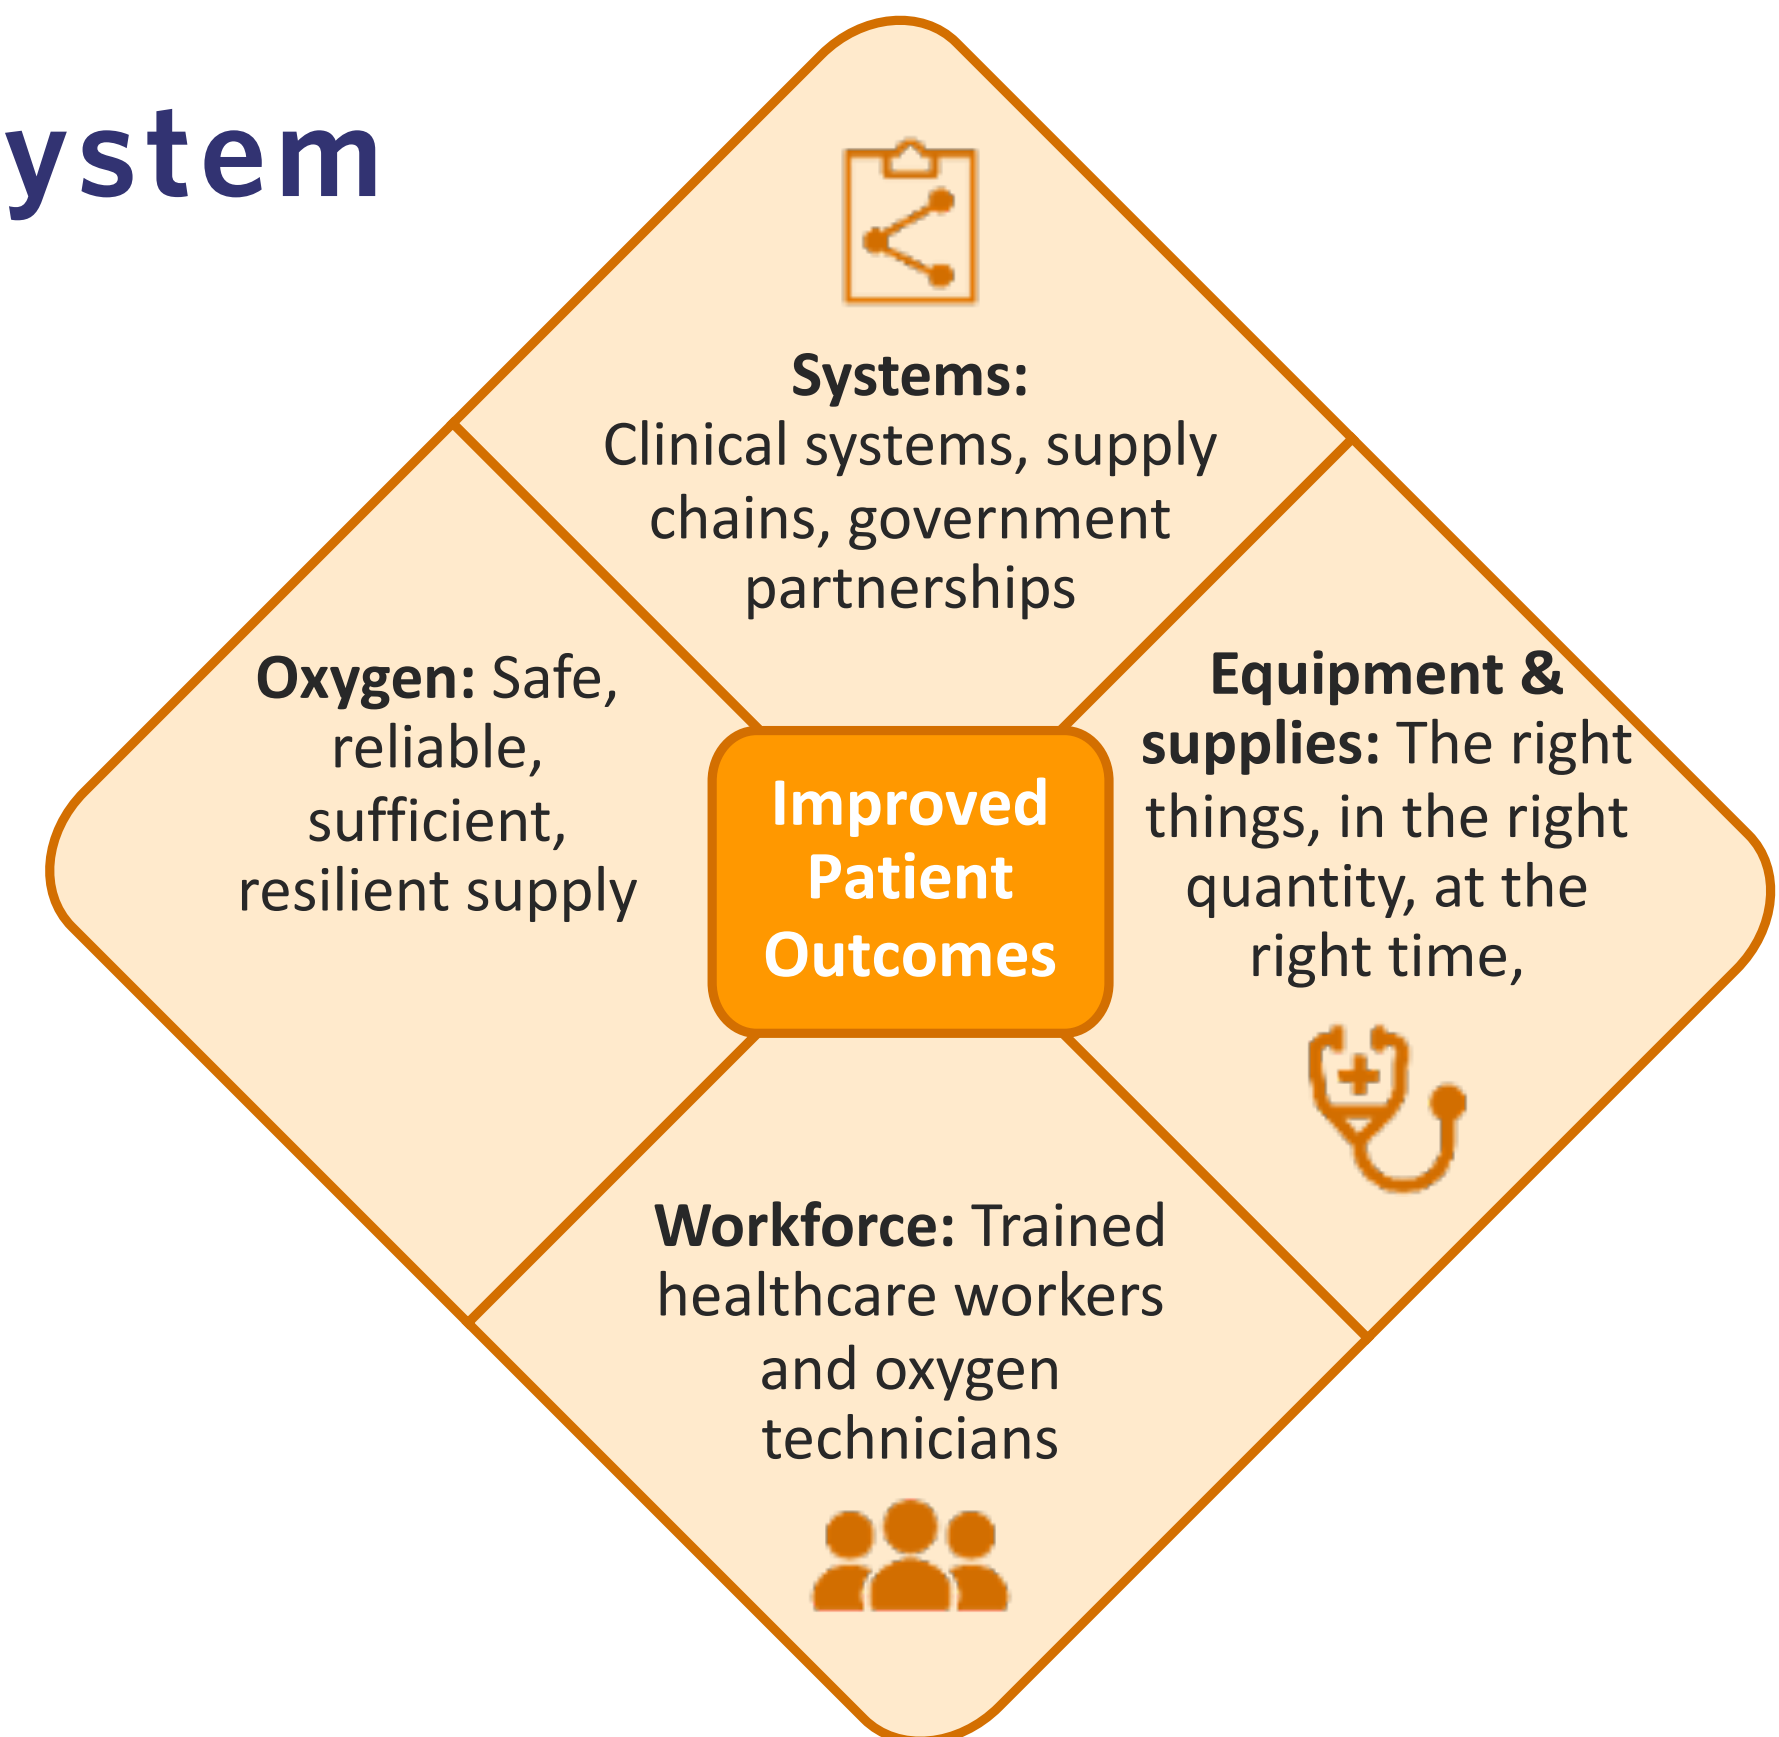 ystem
Systems:
Clinical systems, supply
chains, government
partnerships
Oxygen: Safe,
reliable,
sufficient,
resilient supply
Improved
Patient
Outcomes
Equipment &
supplies: The right
things, in the right
quantity, at the
right time,
Workforce: Trained
healthcare workers
and oxygen
technicians